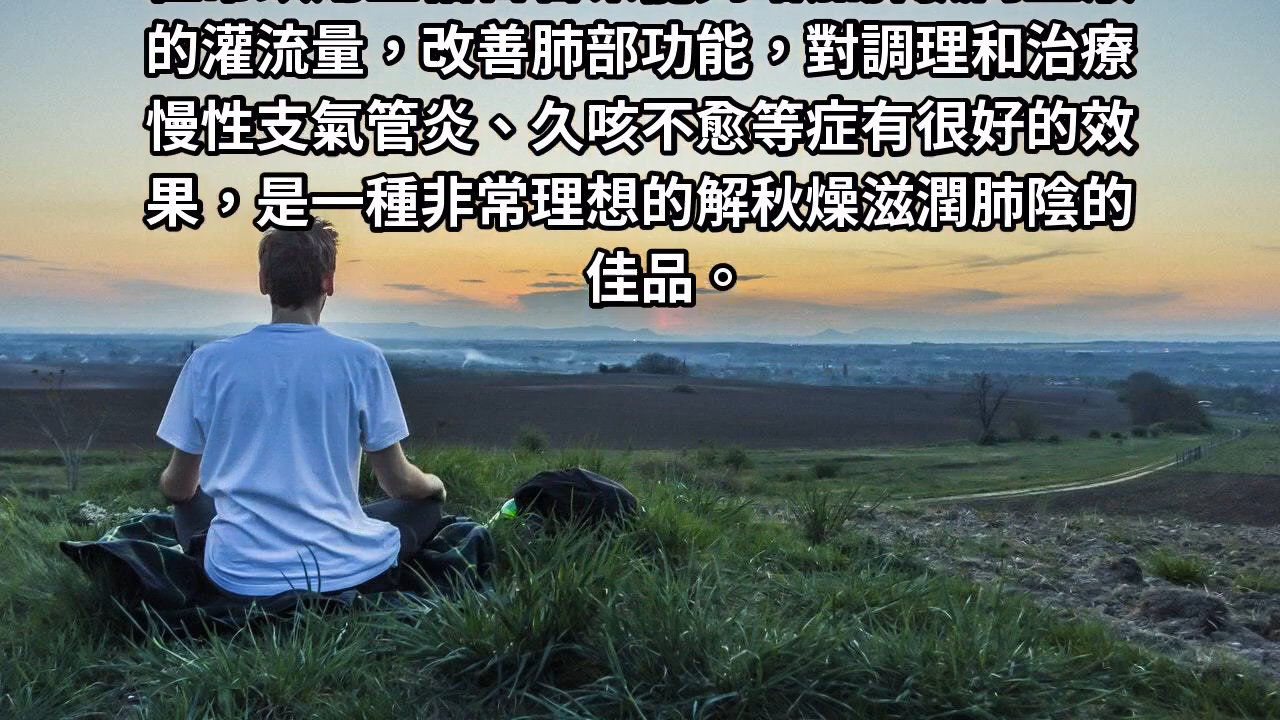 的灌流量，改善肺部功能，對調理和治療
慢性支氣管炎、久咳不愈等症有很好的效
果，是一種非常理想的解秋燥滋潤肺陰的
佳品。